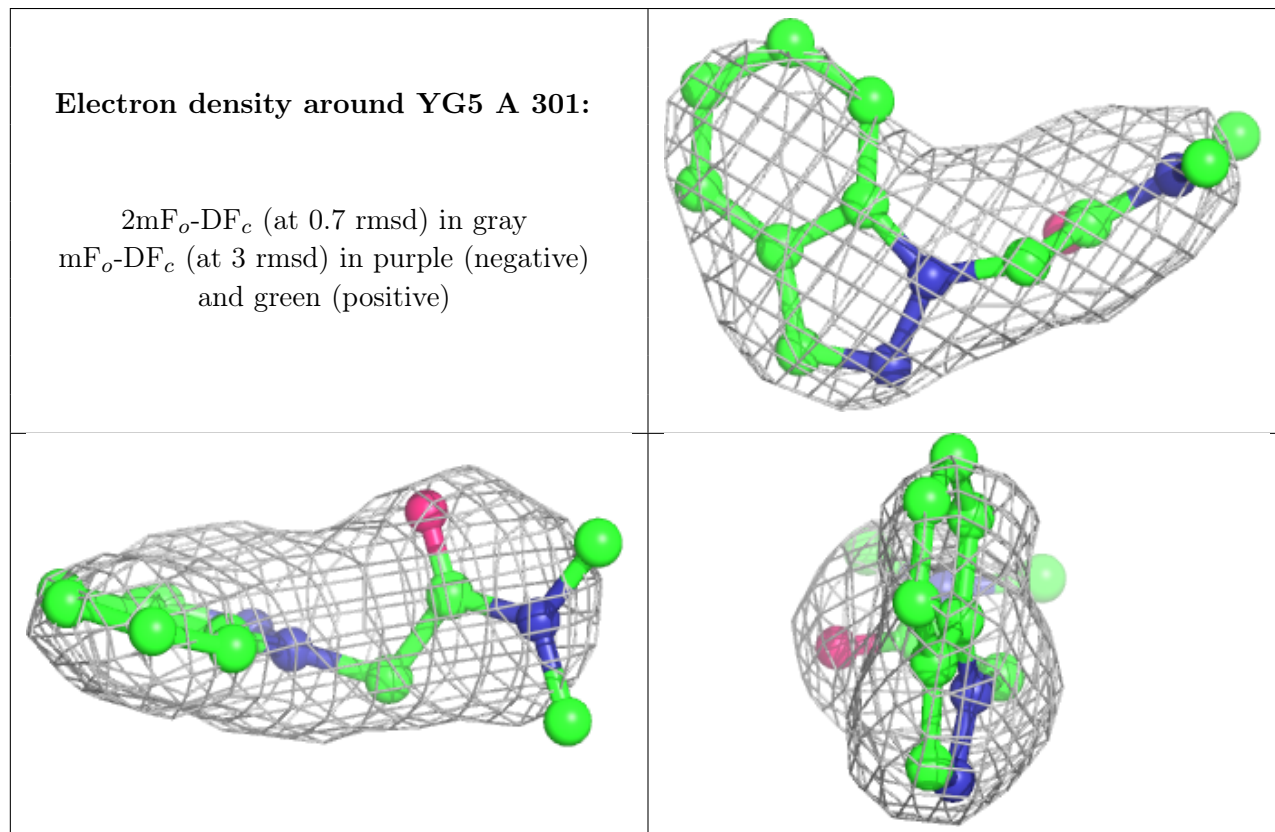 Electron density around YG5 A 301:
2mFo-DFc (at 0.7 rmsd) in gray
mFo-DFc (at 3 rmsd) in purple (negative)
and green (positive)